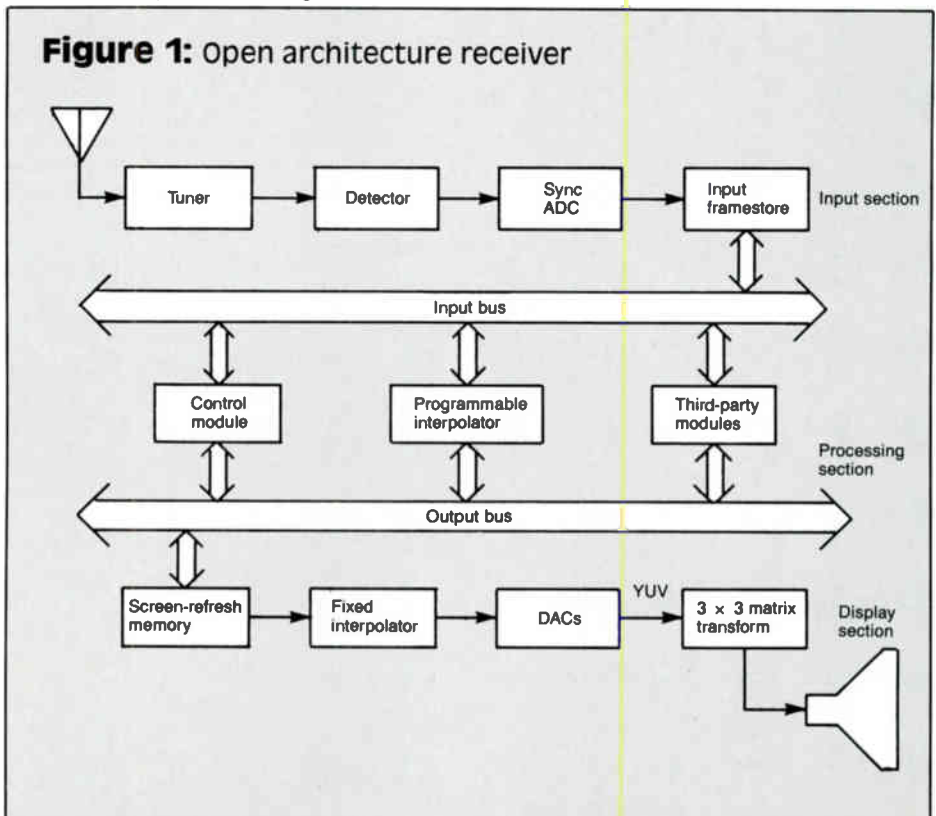 Figure 1: Open architecture receiver
Tuner
Detector
Sync
ADC
Input
framestore
Input section
Input bus
Control
module
Programmable
interpolator
Third-party
modules
Processing
section
Output bus
Screen-refresh
memory
Fixed
interpolator
DACs
YUV
3 × 3 matrix
transform
Display
section